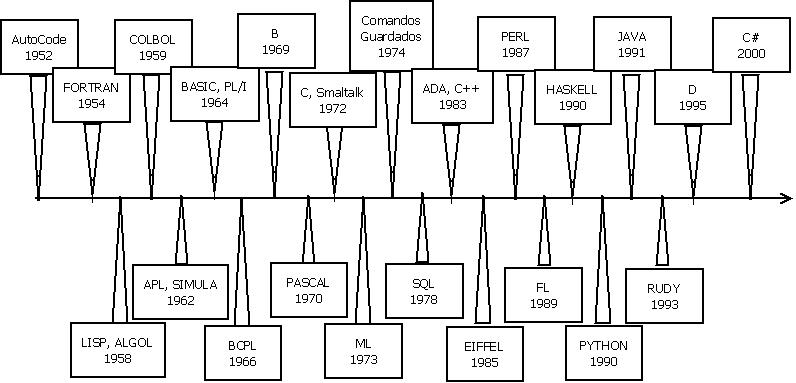 AutoCode
1952
FORTRAN
1954
LISP, ALGOL
1958
COLBOL
1959
APL, SIMULA
1962
BASIC, PL/I
1964
BCPL
1966
B
1969
PASCAL
1970
C, Smaltalk
1972
ML
1973
Comandos
Guardados
1974
SQL
1978
ADA, C++
1983
EIFFEL
1985
PERL
1987
FL
1989
HASKELL
1990
PYTHON
1990
JAVA
1991
RUDY
1993
D
1995
C#
2000